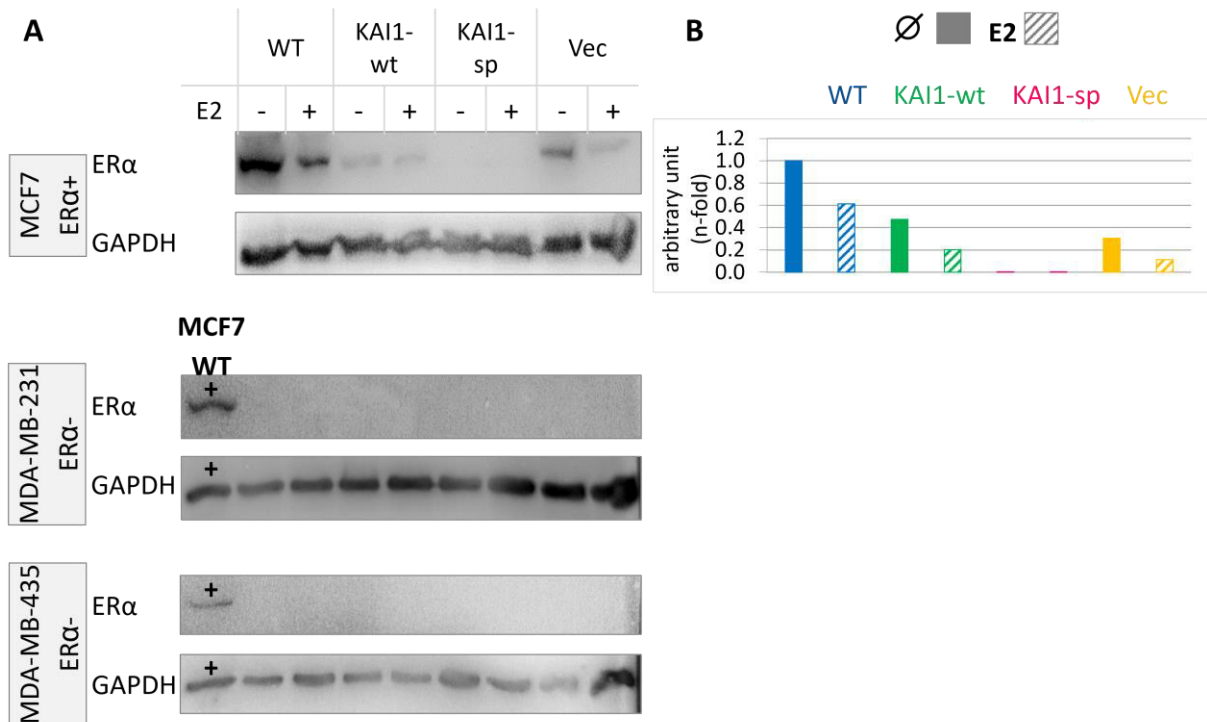 A
WT
KAI1-
wt
KAI1-
sp
Vec
E2 - + - + - + - +
MCF7
ERα+
ERα
GAPDH
MCF7
WT
MDA-MB-231
ERα-
+
ERα
+
GAPDH
MDA-MB-435
ERα-
+
ERα
+
GAPDH
B
Ø E2
WT KAI1-wt KAI1-sp Vec
arbitrary unit
(n-fold)
1.2
1.0
0.8
0.6
0.4
0.2
0.0